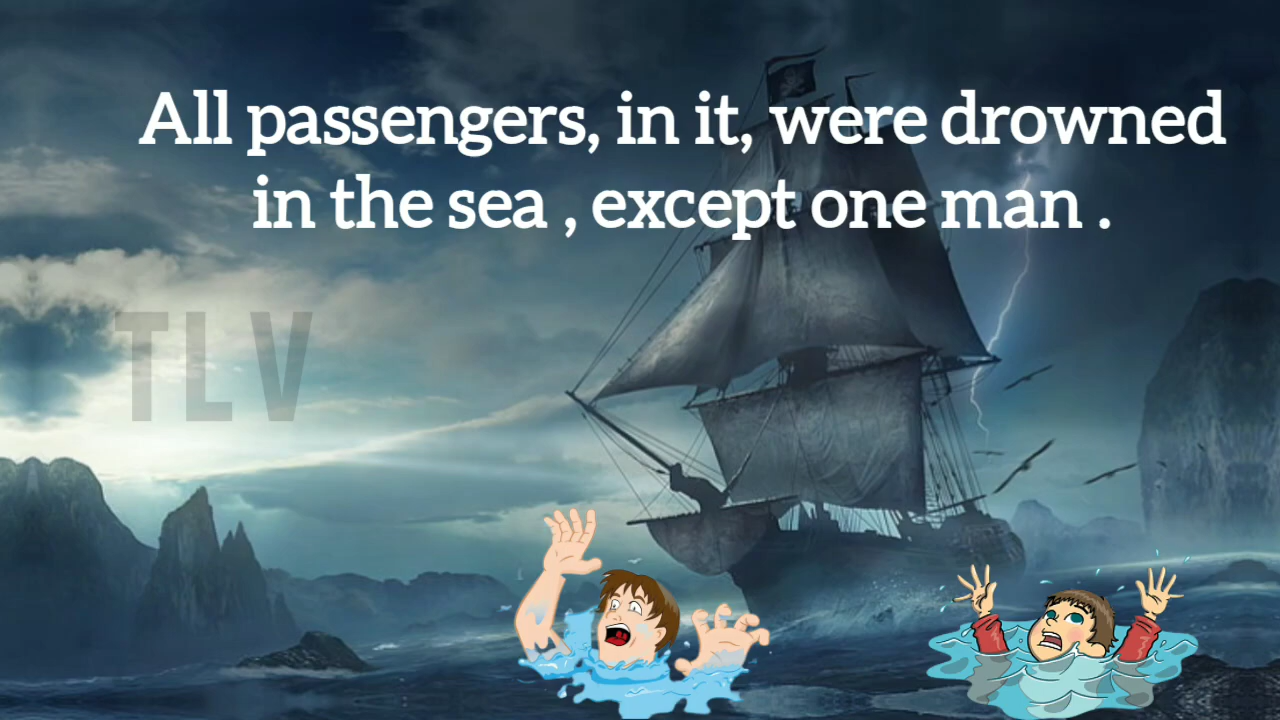 All passengers, in it, were drowned
in the sea , except one man .
TLV